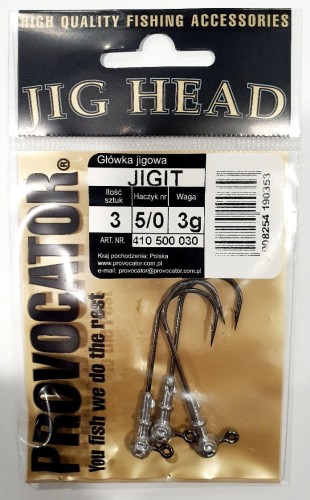 HIGH QUALITY FISHING ACCESSORIES
JIG HEAD
PROVOCATOR®
You fish we do the rest
Główka jigowa
JIGIT
Ilość sztuk Haczyk nr Waga
3 5/0 3g
ART. NR. 410 500 030
Kraj pochodzenia: Polska
www.provocator.com.pl
e-mail: provocator@provocator.com.pl
008254 190353